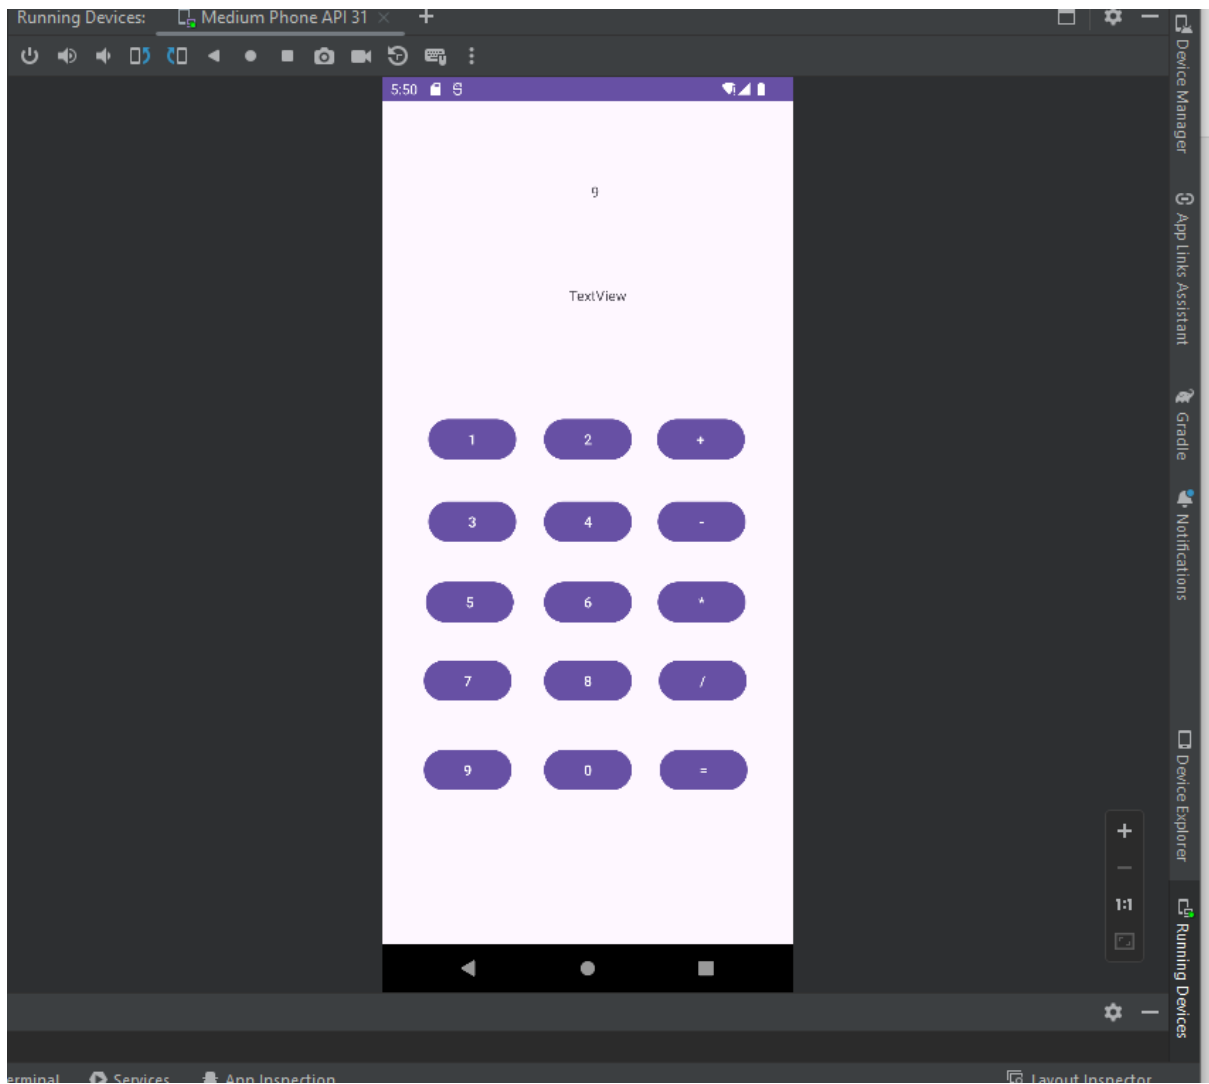 Running Devices: Medium Phone API 31
5:50
9
TextView
1 2 +
3 4 -
5 6 *
7 8 /
9 0 =
1:1
Device Manager
App Links Assistant
Gradle
Notifications
Device Explorer
Running Devices
erminal Services App Inspection Layout Inspector